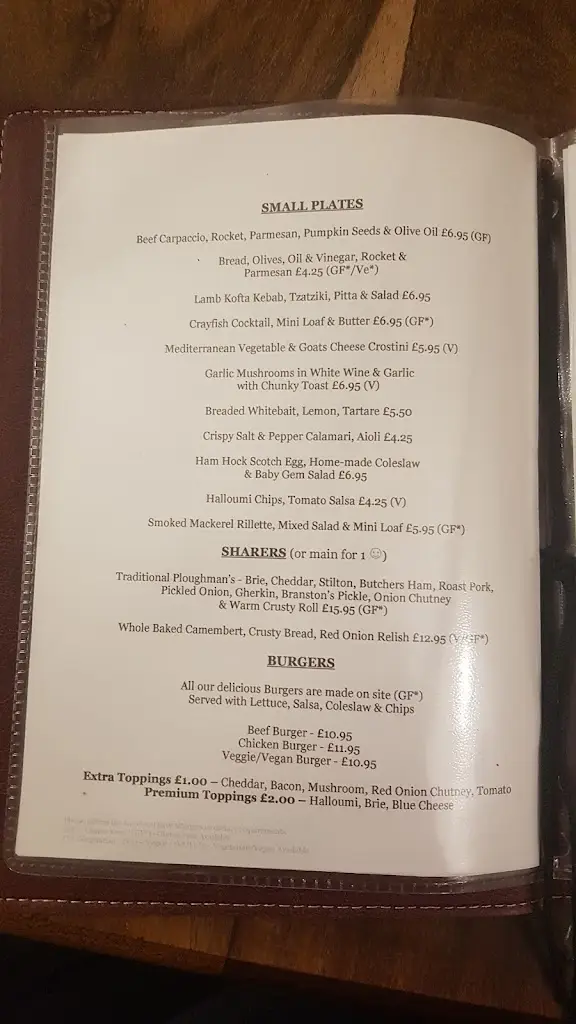 SMALL PLATES
Beef Carpaccio, Rocket, Parmesan, Pumpkin Seeds & Olive Oil £6.95 (GF)
Bread, Olives, Oil & Vinegar, Rocket &
Parmesan £4.25 (GF*/Ve*)
Lamb Kofta Kebab, Tzatziki, Pitta & Salad £6.95
Crayfish Cocktail, Mini Loaf & Butter £6.95 (GF*)
Mediterranean Vegetable & Goats Cheese Crostini £5.95 (V)
Garlic Mushrooms in White Wine & Garlic
with Chunky Toast £6.95 (V)
Breaded Whitebait, Lemon, Tartare £5.50
Crispy Salt & Pepper Calamari, Aioli £4.25
Ham Hock Scotch Egg, Home-made Coleslaw
& Baby Gem Salad £6.95
Halloumi Chips, Tomato Salsa £4.25 (V)
Smoked Mackerel Rillette, Mixed Salad & Mini Loaf £5.95 (GF*)
SHARERS (or main for 1 ☺)
Traditional Ploughman's - Brie, Cheddar, Stilton, Butchers Ham, Roast Pork,
Pickled Onion, Gherkin, Branston's Pickle, Onion Chutney
& Warm Crusty Roll £15.95 (GF*)
Whole Baked Camembert, Crusty Bread, Red Onion Relish £12.95 (V/GF*)
BURGERS
All our delicious Burgers are made on site (GF*)
Served with Lettuce, Salsa, Coleslaw & Chips
Beef Burger - £10.95
Chicken Burger - £11.95
Veggie/Vegan Burger - £10.95
Extra Toppings £1.00 – Cheddar, Bacon, Mushroom, Red Onion Chutney, Tomato
Premium Toppings £2.00 – Halloumi, Brie, Blue Cheese